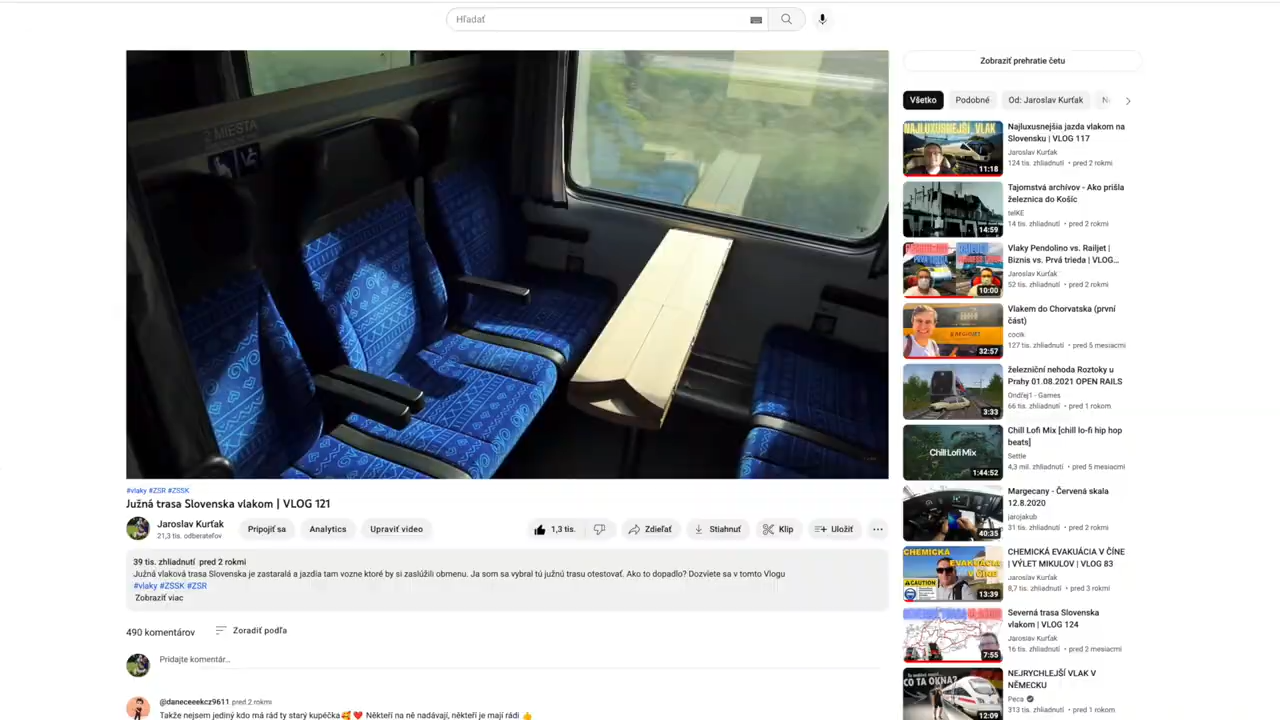 Hľadať
2 MIESTA
#vlaky #ZSR #ZSSK
Južná trasa Slovenska vlakom | VLOG 121
Jaroslav Kurťak
21,3 tis. odberateľov
Pripojiť sa
Analytics
Upraviť video
1,3 tis.
Zdieľať
Stiahnuť
Klip
Uložiť
39 tis. zhliadnutí pred 2 rokmi
Južná vlaková trasa Slovenska je zastaralá a jazdia tam vozne ktoré by si zaslúžili obmenu. Ja som sa vybral tú južnú trasu otestovať. Ako to dopadlo? Dozviete sa v tomto Vlogu
#vlaky #ZSSK #ZSR
Zobraziť viac
490 komentárov
Zoradiť podľa
Pridajte komentár...
@daneceeekcz9611 pred 2 rokmi
Takže nejsem jediný kdo má rád ty starý kupéčka🥰 ❤️ Někteří na ně nadávají, někteří je mají rádi 👍
Zobraziť prehratie četu
Všetko
Podobné
Od: Jaroslav Kurťak
NAJLUXUSNEJŠÍ VLAK
11:18
Najluxusnejšia jazda vlakom na
Slovensku | VLOG 117
Jaroslav Kurťak
124 tis. zhliadnutí • pred 2 rokmi
14:59
Tajomstvá archívov - Ako prišla
železnica do Košíc
telKE
14 tis. zhliadnutí • pred 2 rokmi
10:00
Vlaky Pendolino vs. Railjet |
Biznis vs. Prvá trieda | VLOG...
Jaroslav Kurťak
52 tis. zhliadnutí • pred 2 rokmi
32:57
Vlakem do Chorvatska (první
část)
cocik
127 tis. zhliadnutí • pred 5 mesiacmi
3:33
železniční nehoda Roztoky u
Prahy 01.08.2021 OPEN RAILS
Ondřej1 - Games
66 tis. zhliadnutí • pred 1 rokom
Chill Lofi Mix
1:44:52
Chill Lofi Mix [chill lo-fi hip hop
beats]
Settle
4,3 mil. zhliadnutí • pred 5 mesiacmi
40:35
Margecany - Červená skala
12.8.2020
jarojakub
31 tis. zhliadnutí • pred 2 rokmi
CHEMICKÁ
EVAKUÁCIA
V ČÍNE
CAUTION
13:39
CHEMICKÁ EVAKUÁCIA V ČÍNE
| VÝLET MIKULOV | VLOG 83
Jaroslav Kurťak
8,7 tis. zhliadnutí • pred 3 rokmi
7:55
Severná trasa Slovenska
vlakom | VLOG 124
Jaroslav Kurťak
16 tis. zhliadnutí • pred 2 mesiacmi
CO TA OKNA?
12:09
NEJRYCHLEJŠÍ VLAK V
NĚMECKU
Peca
313 tis. zhliadnutí • pred 1 rokom